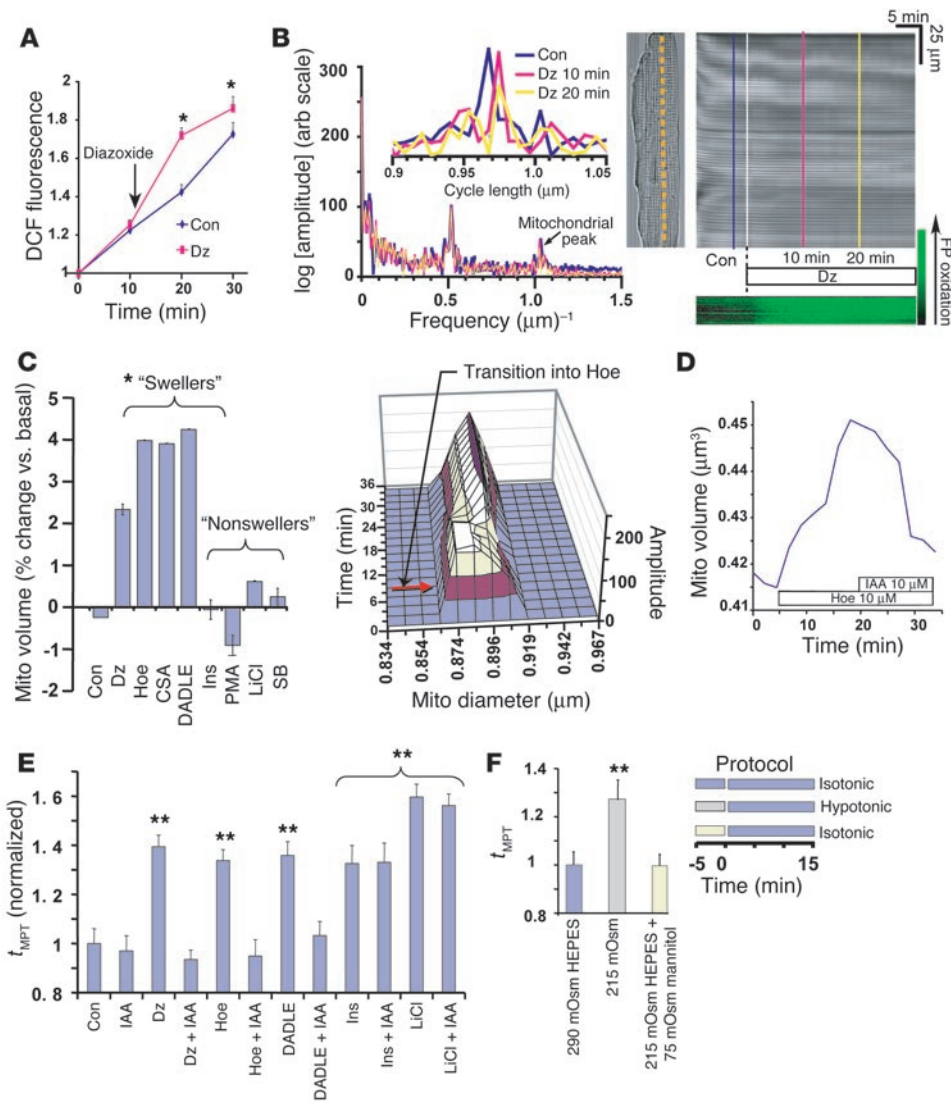 A
DCF fluorescence
2
1.8
1.6
1.4
1.2
1
Diazoxide
*
*
Con
Dz
0
10
20
30
Time (min)
B
log [amplitude] (arb scale)
300
200
100
50
0
Con
Dz 10 min
Dz 20 min
0.9
0.95
1.0
1.05
Cycle length (μm)
Mitochondrial
peak
0
0.5
1.0
1.5
Frequency (μm)⁻¹
5 min
25 μm
Con
10 min
20 min
Dz
FP oxidation
C
Mito volume (% change vs. basal)
5
4
3
2
1
0
-1
-2
* "Swellers"
"Nonswellers"
Con
Dz
Hoe
CSA
DADLE
Ins
PMA
LiCl
SB
Transition into Hoe
Time (min)
36
30
24
18
12
6
0
Amplitude
200
100
0
0.834
0.854
0.874
0.896
0.919
0.942
0.967
Mito diameter (μm)
D
Mito volume (μm³)
0.45
0.44
0.43
0.42
0.41
IAA 10 μM
Hoe 10 μM
0
10
20
30
Time (min)
E
tMPT (normalized)
1. 6
1. 4
1. 2
1
0. 8
**
**
**
**
Con
IAA
Dz
Dz + IAA
Hoe
Hoe + IAA
DADLE
DADLE + IAA
Ins
Ins + IAA
LiCl
LiCl + IAA
F
tMPT
1.4
1.2
1
0.8
**
290 mOsm HEPES
215 mOsm
215 mOsm HEPES +
75 mOsm mannitol
Protocol
Isotonic
Hypotonic
Isotonic
-5
0
15
Time (min)